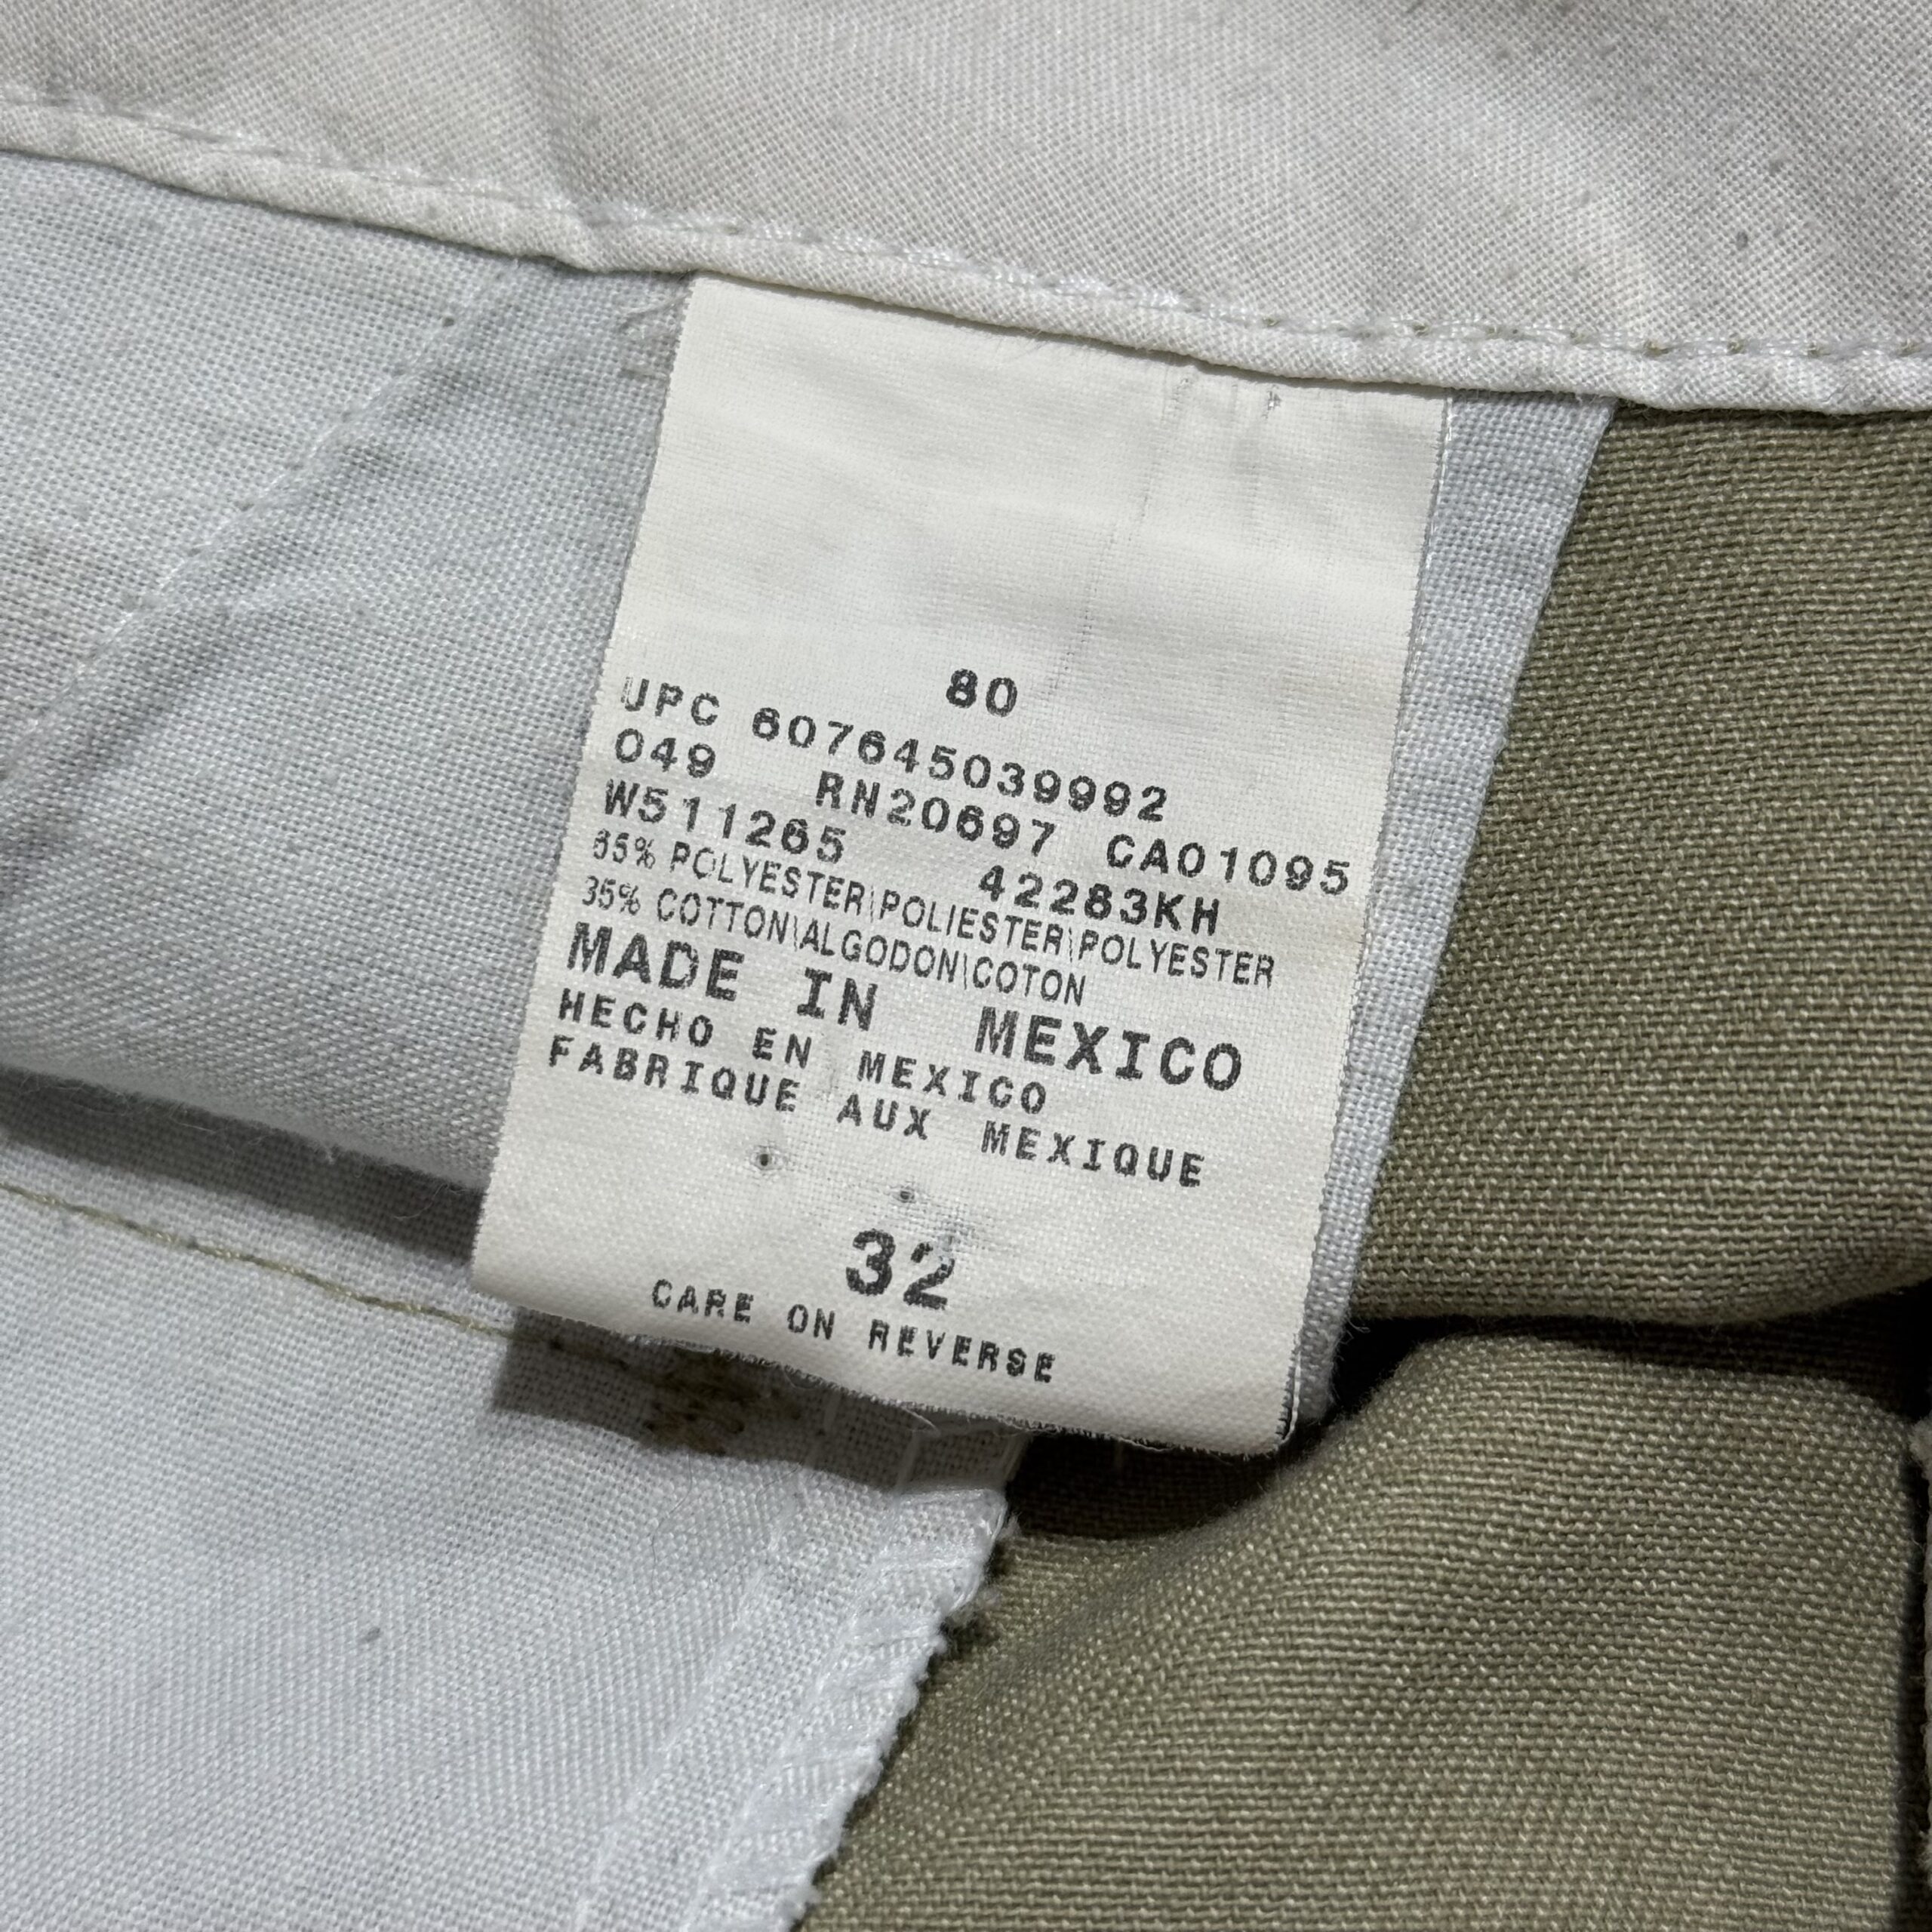 80
UPC 607645039992
049 RN20697 CA01095
W511265 42283KH
65% POLYESTER\POLIESTER\POLYESTER
35% COTTON\ALGODON\COTON
MADE IN MEXICO
HECHO EN MEXICO
FABRIQUE AUX MEXIQUE
32
CARE ON REVERSE